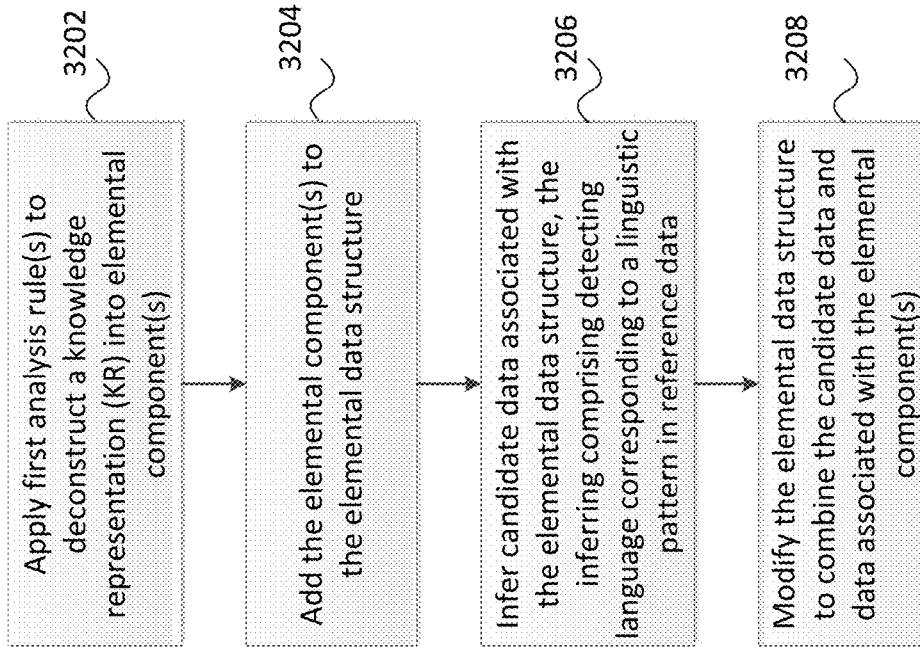 3202
Apply first analysis rule(s) to
deconstruct a knowledge
representation (KR) into elemental
component(s)
3204
Add the elemental component(s) to
the elemental data structure
3206
Infer candidate data associated with
the elemental data structure, the
inferring comprising detecting
language corresponding to a linguistic
pattern in reference data
3208
Modify the elemental data structure
to combine the candidate data and
data associated with the elemental
component(s)